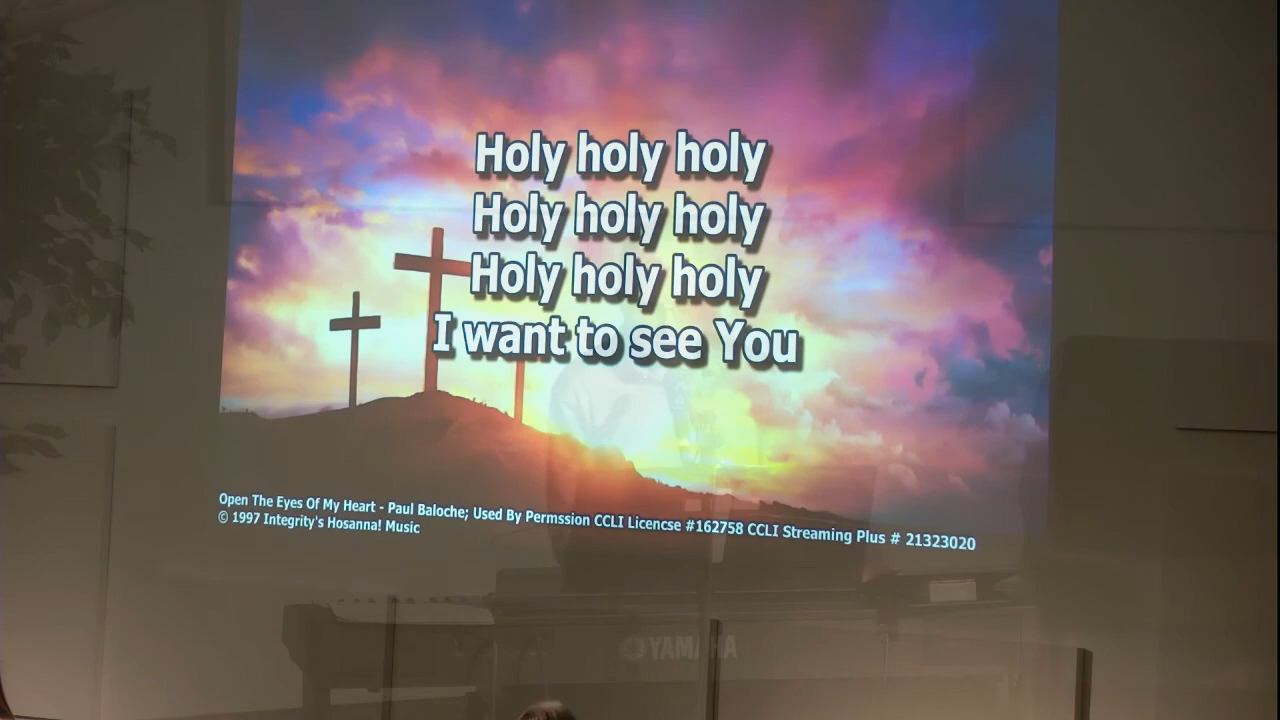 Holy holy holy
Holy holy holy
Holy holy holy
I want to see You
Open The Eyes Of My Heart - Paul Baloche; Used By Permssion CCLI Licencse #162758 CCLI Streaming Plus # 21323020
© 1997 Integrity's Hosanna! Music
YAMAHA